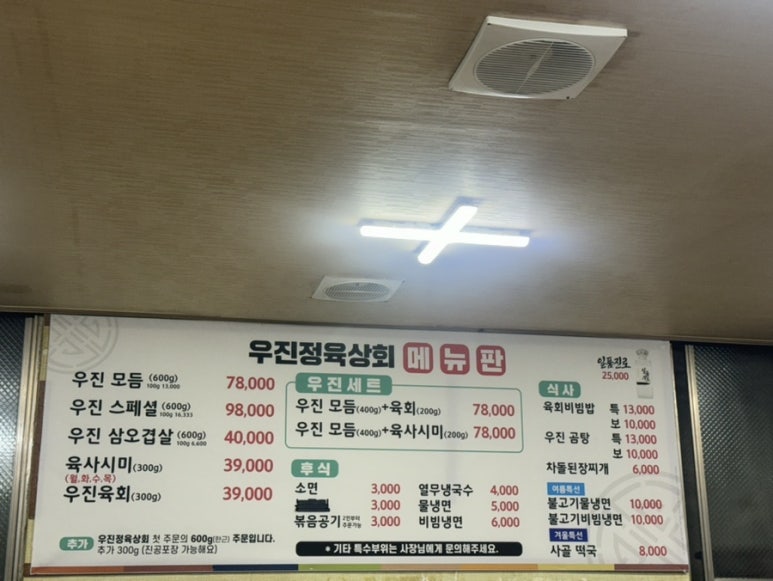 우진정육상회 메뉴판
우진 모듬 (600g) 78,000
100g 13,000
우진 스페셜 (600g) 98,000
100g 16,333
우진 삼오겹살 (600g) 40,000
100g 6,600
육사시미 (300g) 39,000
(월,화,수,목)
우진육회 (300g) 39,000
추가 우진정육상회 첫 주문의 600g(한근) 주문입니다.
추가 300g (진공포장 가능해요)
우진세트
우진 모듬(400g)+육회(200g) 78,000
우진 모듬(400g)+육사시미(200g) 78,000
후식
소면 3,000
3,000
볶음공기 2인부터 주문가능 3,000
열무냉국수 4,000
물냉면 5,000
비빔냉면 6,000
* 기타 특수부위는 사장님에게 문의해주세요.
일품진로
25,000
식사
육회비빔밥 특 13,000
보 10,000
우진 곰탕 특 13,000
보 10,000
차돌된장찌개 6,000
여름특선
불고기물냉면 10,000
불고기비빔냉면 10,000
겨울특선
사골 떡국 8,000